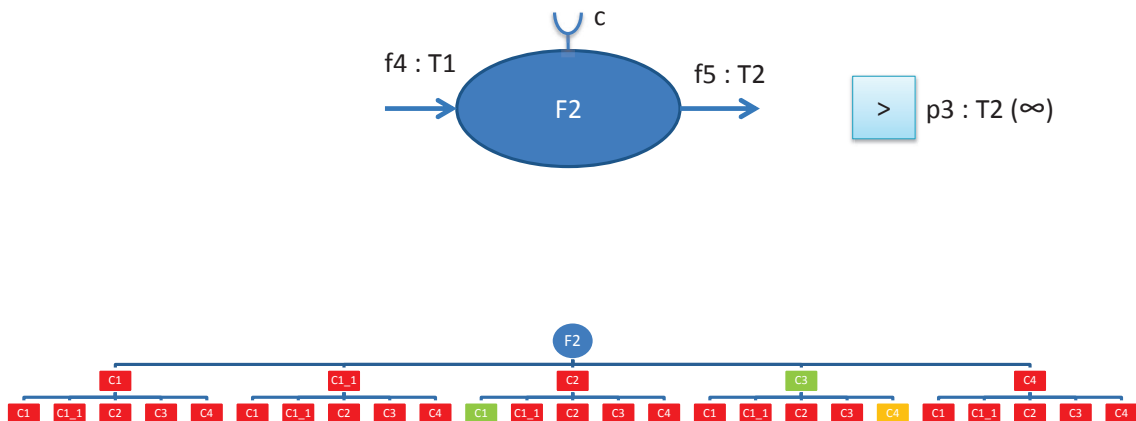 c
f4 : T1
f5 : T2
F2
>
p3 : T2 (∞)
F2
C1 C1_1 C2 C3 C4
C1 C1_1 C2 C3 C4 C1 C1_1 C2 C3 C4 C1 C1_1 C2 C3 C4 C1 C1_1 C2 C3 C4 C1 C1_1 C2 C3 C4